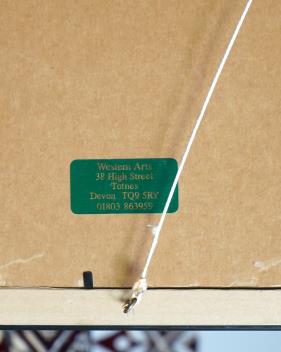 Western Arts
38 High Street
Totnes
Devon TQ9 5RY
01803 863959